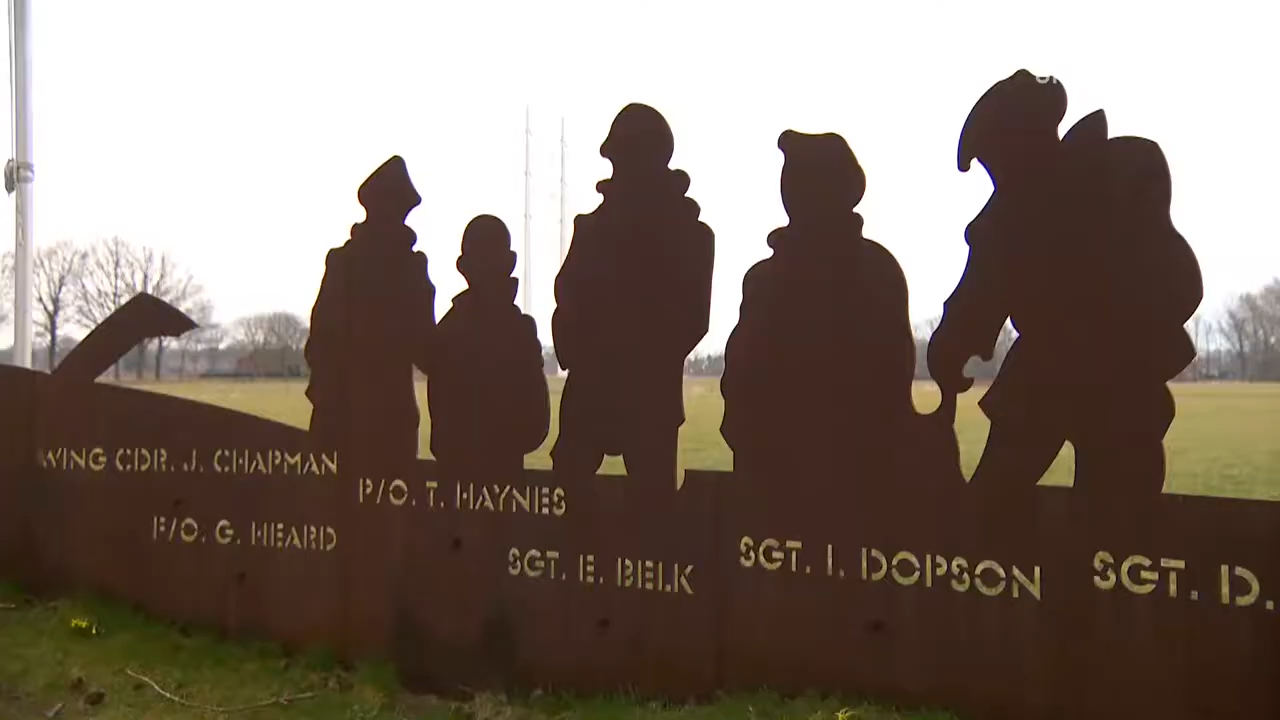 WING CDR. J. CHAPMAN
P/O. T. HAYNES
F/O. G. HEARD
SGT. E. BELK
SGT. I. DOPSON
SGT. D.